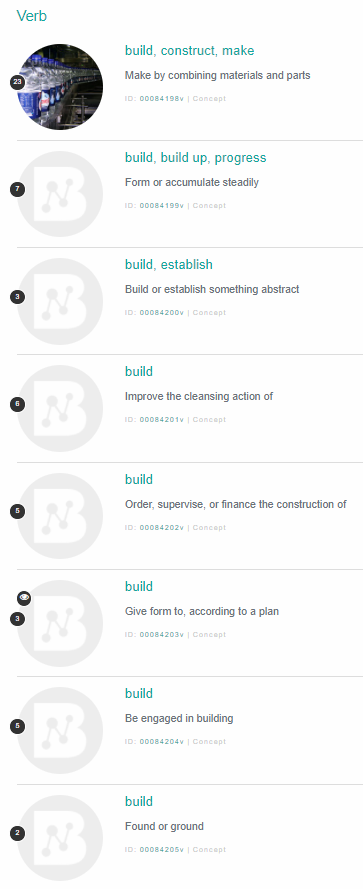 Verb
build, construct, make
23
Make by combining materials and parts
ID: 00084198v | Concept
build, build up, progress
7
Form or accumulate steadily
ID: 00084199v | Concept
build, establish
3
Build or establish something abstract
ID: 00084200v | Concept
build
6
Improve the cleansing action of
ID: 00084201v | Concept
build
5
Order, supervise, or finance the construction of
ID: 00084202v | Concept
build
3
Give form to, according to a plan
ID: 00084203v | Concept
build
5
Be engaged in building
ID: 00084204v | Concept
build
2
Found or ground
ID: 00084205v | Concept